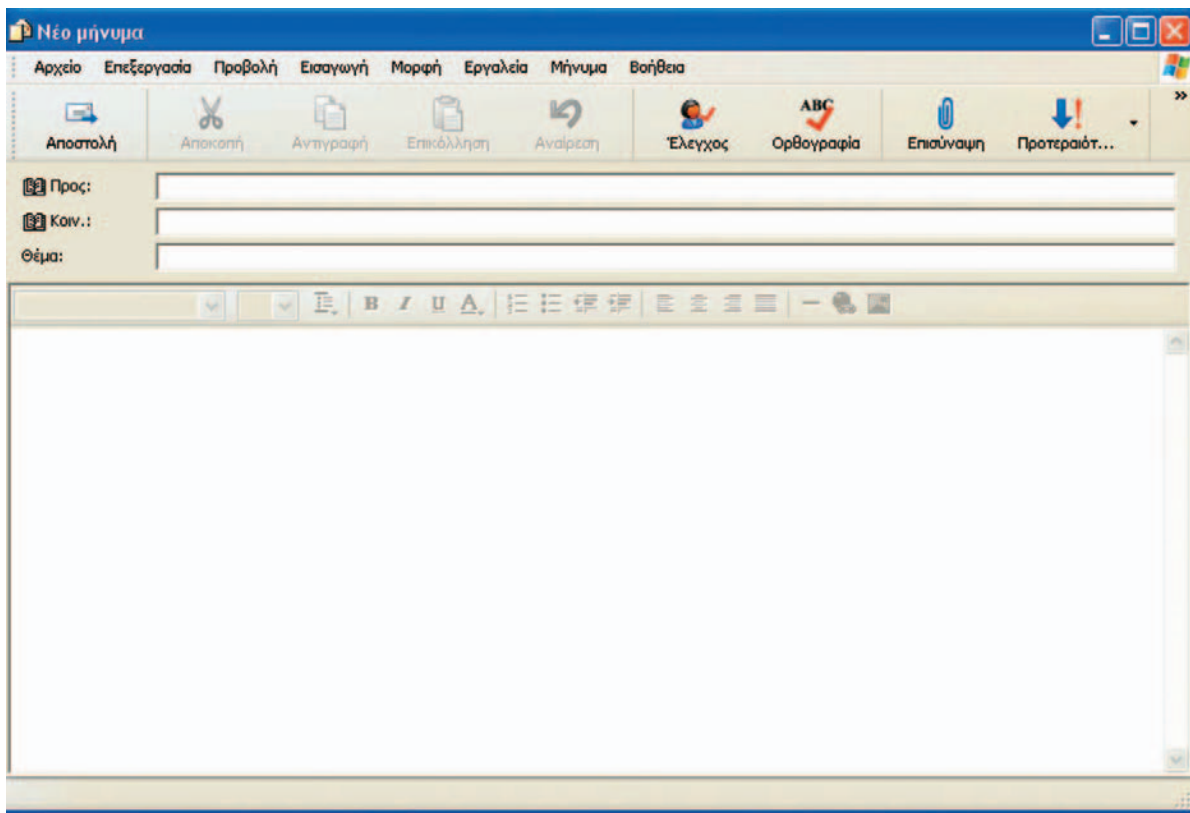 Νέο μήνυμα
Αρχείο Επεξεργασία Προβολή Εισαγωγή Μορφή Εργαλεία Μήνυμα Βοήθεια
ABC
Αποστολή Αποκοπή Αντιγραφή Επικόλληση Αναίρεση Έλεγχος Ορθογραφία Επισύναψη Προτεραιότ...
Προς:
Κοιν.:
Θέμα:
B I U A